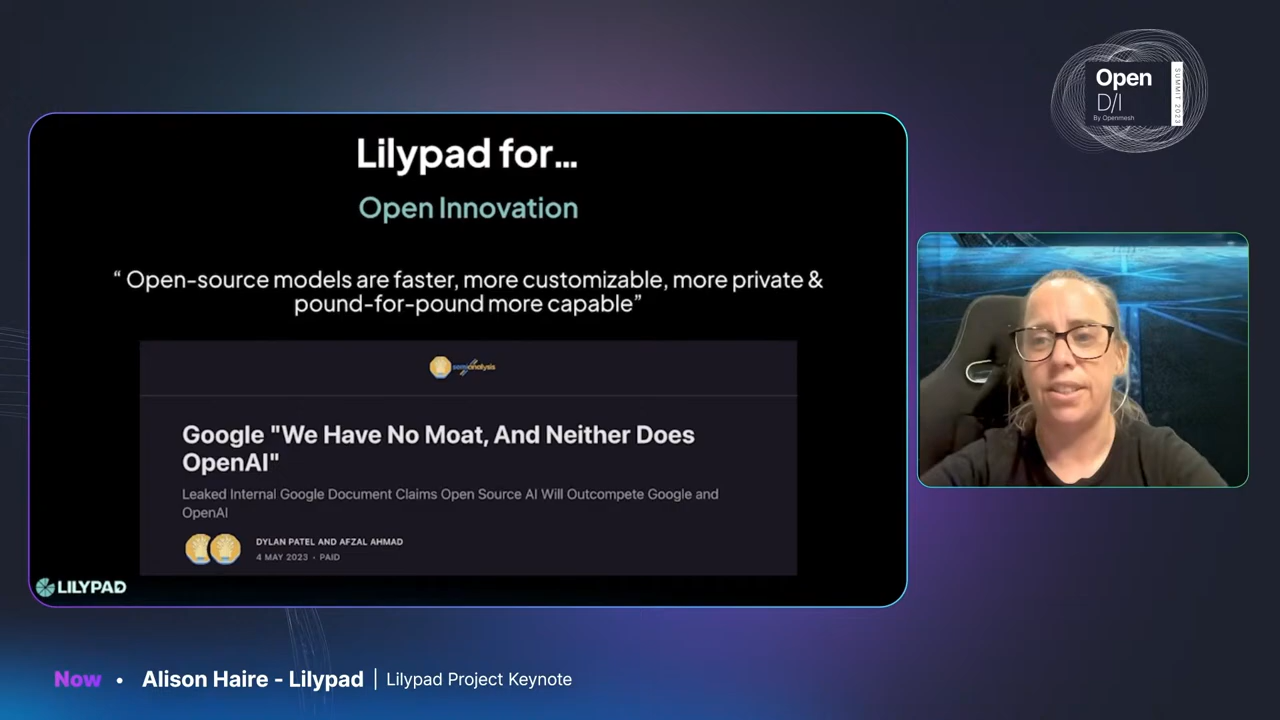 Open
D/I
By Openmesh
SUMMIT 2023
Lilypad for...
Open Innovation
“ Open-source models are faster, more customizable, more private &
pound-for-pound more capable”
semianalysis
Google "We Have No Moat, And Neither Does
OpenAI"
Leaked Internal Google Document Claims Open Source AI Will Outcompete Google and
OpenAI
DYLAN PATEL AND AFZAL AHMAD
4 MAY 2023 • PAID
LILYPAD
Now • Alison Haire - Lilypad | Lilypad Project Keynote